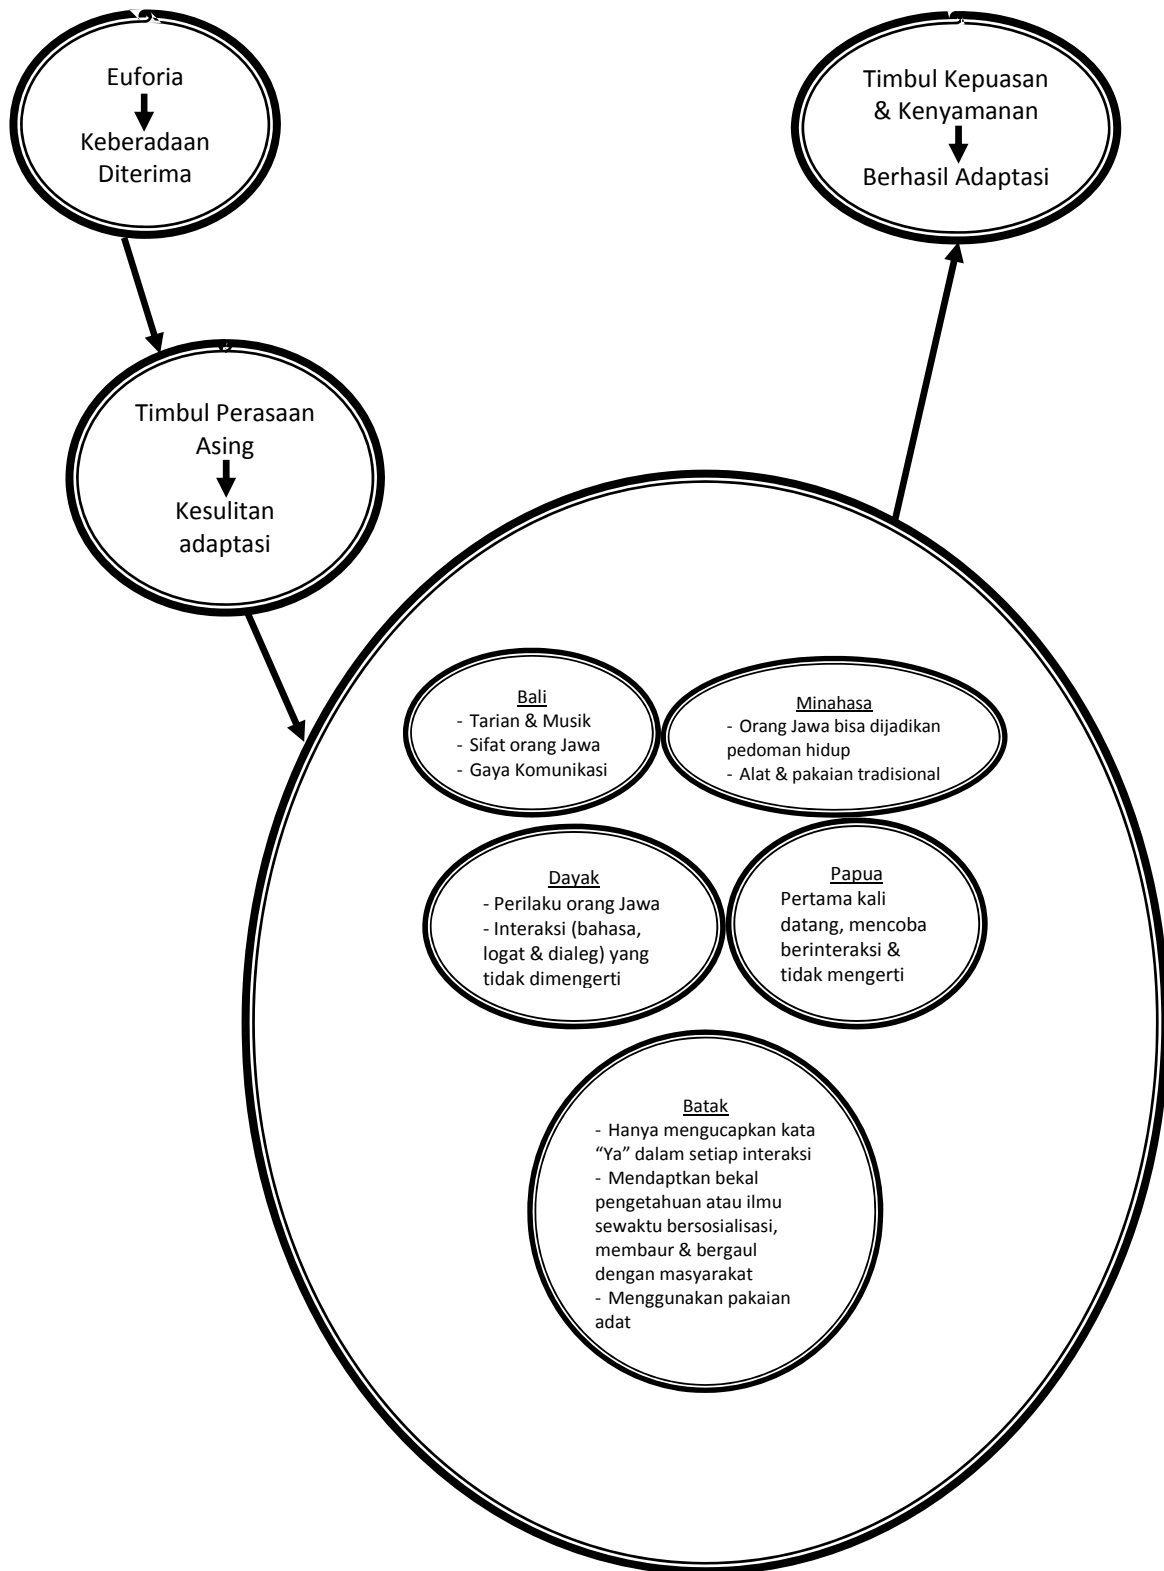 Euforia
Keberadaan
Diterima
Timbul Kepuasan
& Kenyamanan
Berhasil Adaptasi
Timbul Perasaan
Asing
Kesulitan
adaptasi
Bali
- Tarian & Musik
- Sifat orang Jawa
- Gaya Komunikasi
Minahasa
- Orang Jawa bisa dijadikan
pedoman hidup
- Alat & pakaian tradisional
Dayak
- Perilaku orang Jawa
- Interaksi (bahasa,
logat & dialeg) yang
tidak dimengerti
Papua
Pertama kali
datang, mencoba
berinteraksi &
tidak mengerti
Batak
- Hanya mengucapkan kata
“Ya” dalam setiap interaksi
- Mendaptkan bekal
pengetahuan atau ilmu
sewaktu bersosialisasi,
membaur & bergaul
dengan masyarakat
- Menggunakan pakaian
adat